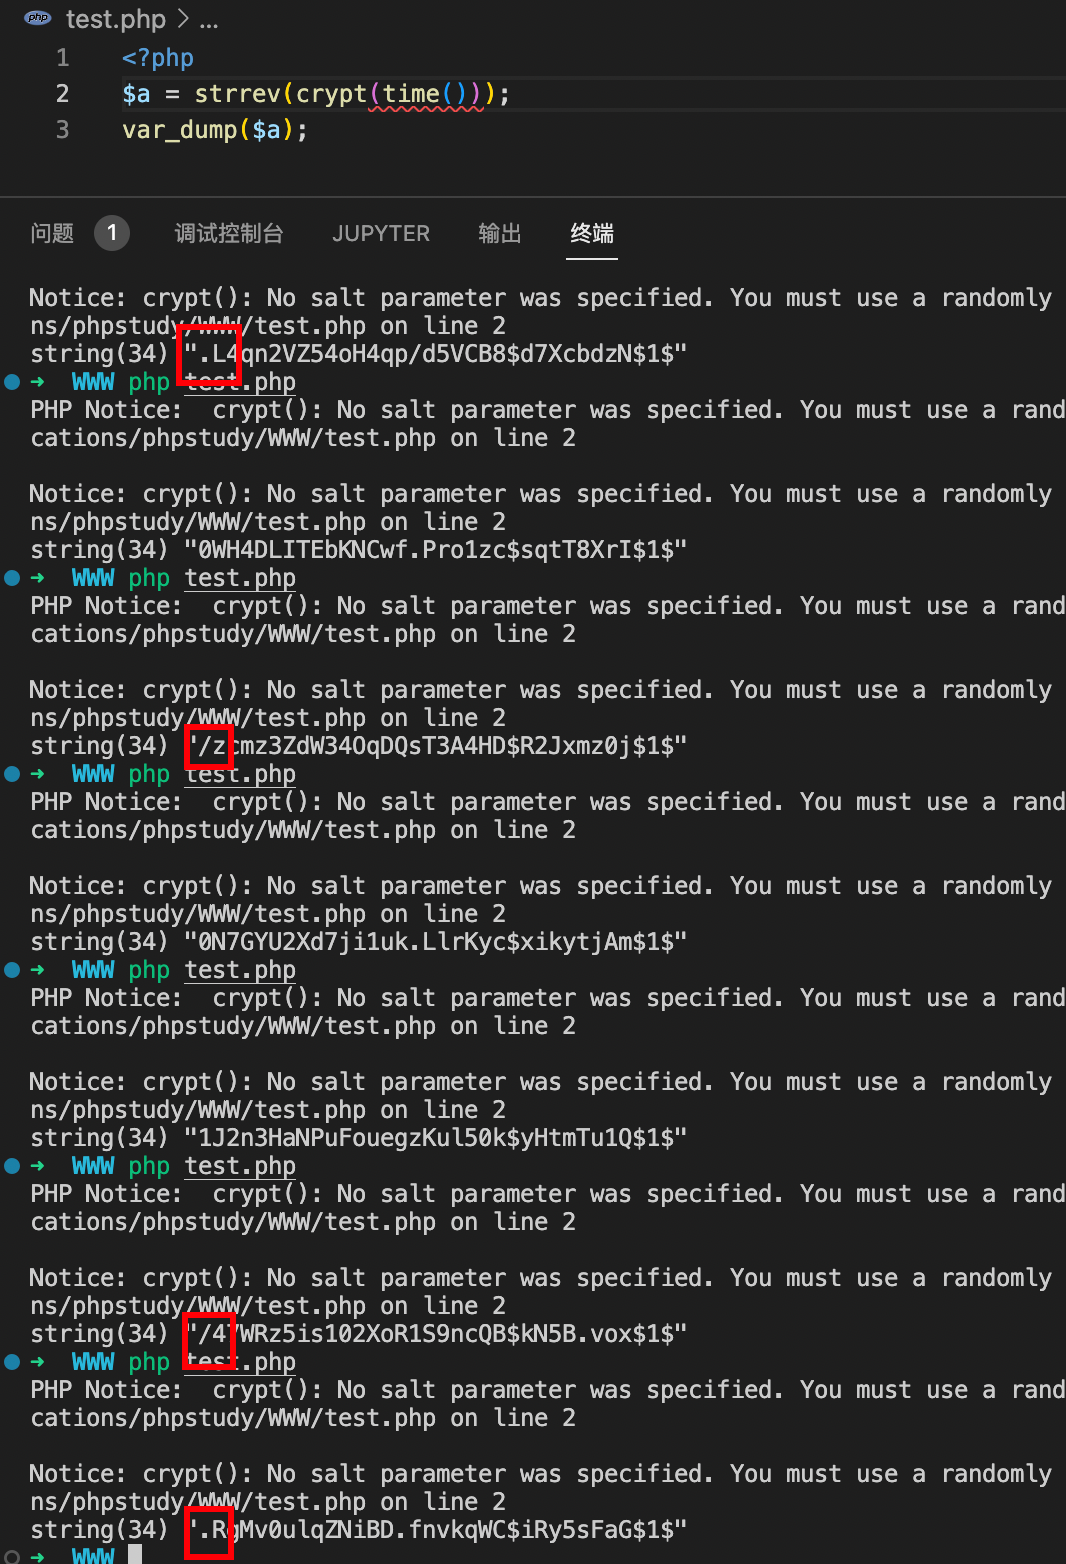 php test.php > ...
1 <?php
2 $a = strrev(crypt(time()));
3 var_dump($a);
问题 1 调试控制台 JUPYTER 输出 终端
Notice: crypt(): No salt parameter was specified. You must use a randomly
ns/phpstudy/WWW/test.php on line 2
string(34) ".L4qn2VZ54oH4qp/d5VCB8$d7XcbdzN$1$"
➜ WWW php test.php
PHP Notice:  crypt(): No salt parameter was specified. You must use a rand
cations/phpstudy/WWW/test.php on line 2
Notice: crypt(): No salt parameter was specified. You must use a randomly
ns/phpstudy/WWW/test.php on line 2
string(34) "0WH4DLITEbKNCwf.Pro1zc$sqtT8XrI$1$"
➜ WWW php test.php
PHP Notice:  crypt(): No salt parameter was specified. You must use a rand
cations/phpstudy/WWW/test.php on line 2
Notice: crypt(): No salt parameter was specified. You must use a randomly
ns/phpstudy/WWW/test.php on line 2
string(34) "/zcmz3ZdW34OqDQsT3A4HD$R2Jxmz0j$1$"
➜ WWW php test.php
PHP Notice:  crypt(): No salt parameter was specified. You must use a rand
cations/phpstudy/WWW/test.php on line 2
Notice: crypt(): No salt parameter was specified. You must use a randomly
ns/phpstudy/WWW/test.php on line 2
string(34) "0N7GYU2Xd7ji1uk.LlrKyc$xikytjAm$1$"
➜ WWW php test.php
PHP Notice:  crypt(): No salt parameter was specified. You must use a rand
cations/phpstudy/WWW/test.php on line 2
Notice: crypt(): No salt parameter was specified. You must use a randomly
ns/phpstudy/WWW/test.php on line 2
string(34) "1J2n3HaNPuFouegzKul50k$yHtmTu1Q$1$"
➜ WWW php test.php
PHP Notice:  crypt(): No salt parameter was specified. You must use a rand
cations/phpstudy/WWW/test.php on line 2
Notice: crypt(): No salt parameter was specified. You must use a randomly
ns/phpstudy/WWW/test.php on line 2
string(34) "/47WRz5is102XoR1S9ncQB$kN5B.vox$1$"
➜ WWW php test.php
PHP Notice:  crypt(): No salt parameter was specified. You must use a rand
cations/phpstudy/WWW/test.php on line 2
Notice: crypt(): No salt parameter was specified. You must use a randomly
ns/phpstudy/WWW/test.php on line 2
string(34) ".RgMv0ulqZNiBD.fnvkqWC$iRy5sFaG$1$"
➜ WWW